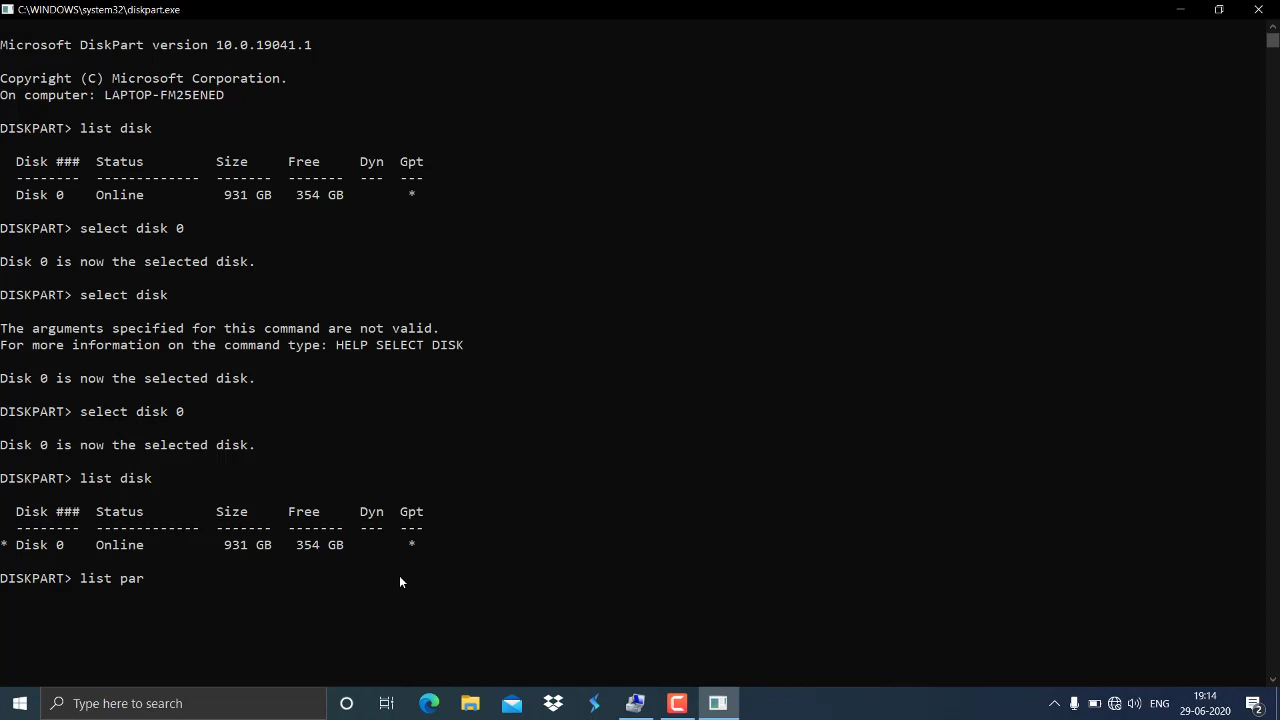 C:\WINDOWS\system32\diskpart.exe
Microsoft DiskPart version 10.0.19041.1
Copyright (C) Microsoft Corporation.
On computer: LAPTOP-FM25ENED
DISKPART> list disk
  Disk ###  Status         Size     Free     Dyn  Gpt
  --------  -------------  -------  -------  ---  ---
  Disk 0    Online          931 GB   354 GB        *
DISKPART> select disk 0
Disk 0 is now the selected disk.
DISKPART> select disk
The arguments specified for this command are not valid.
For more information on the command type: HELP SELECT DISK
Disk 0 is now the selected disk.
DISKPART> select disk 0
Disk 0 is now the selected disk.
DISKPART> list disk
  Disk ###  Status         Size     Free     Dyn  Gpt
  --------  -------------  -------  -------  ---  ---
* Disk 0    Online          931 GB   354 GB        *
DISKPART> list par
Type here to search
ENG
19:14
29-06-2020
2